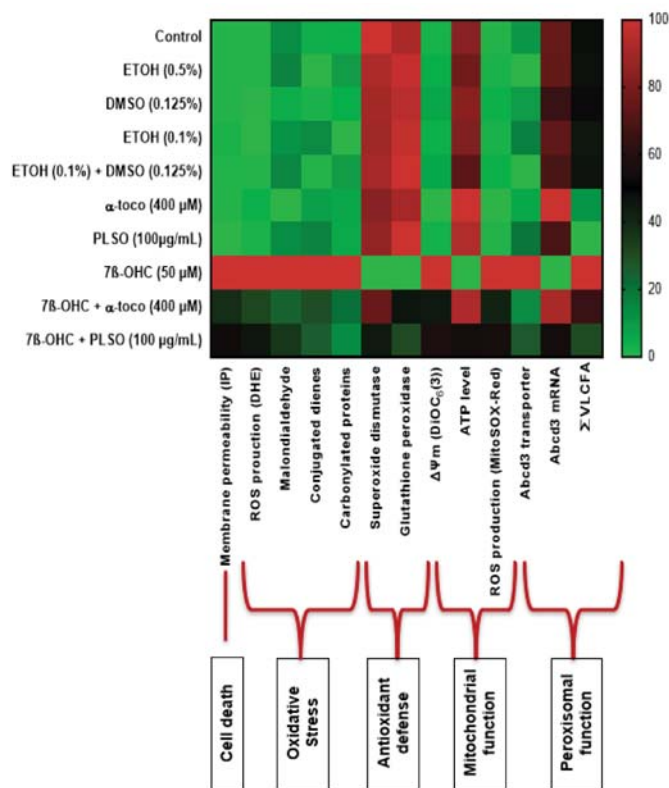 Control
ETOH (0.5%)
DMSO (0.125%)
ETOH (0.1%)
ETOH (0.1%) + DMSO (0.125%)
α-toco (400 µM)
PLSO (100µg/mL)
7ß-OHC (50 µM)
7ß-OHC + α-toco (400 µM)
7ß-OHC + PLSO (100 µg/mL)
100
80
60
40
20
0
Membrane permeability (IP)
ROS prouction (DHE)
Malondialdehyde
Conjugated dienes
Carbonylated proteins
Superoxide dismutase
Glutathione peroxidase
ΔΨm (DiOC₆(3))
ATP level
ROS production (MitoSOX-Red)
Abcd3 transporter
Abcd3 mRNA
∑VLCFA
Cell death
Oxidative
Stress
Antioxidant
defense
Mitochondrial
function
Peroxisomal
function